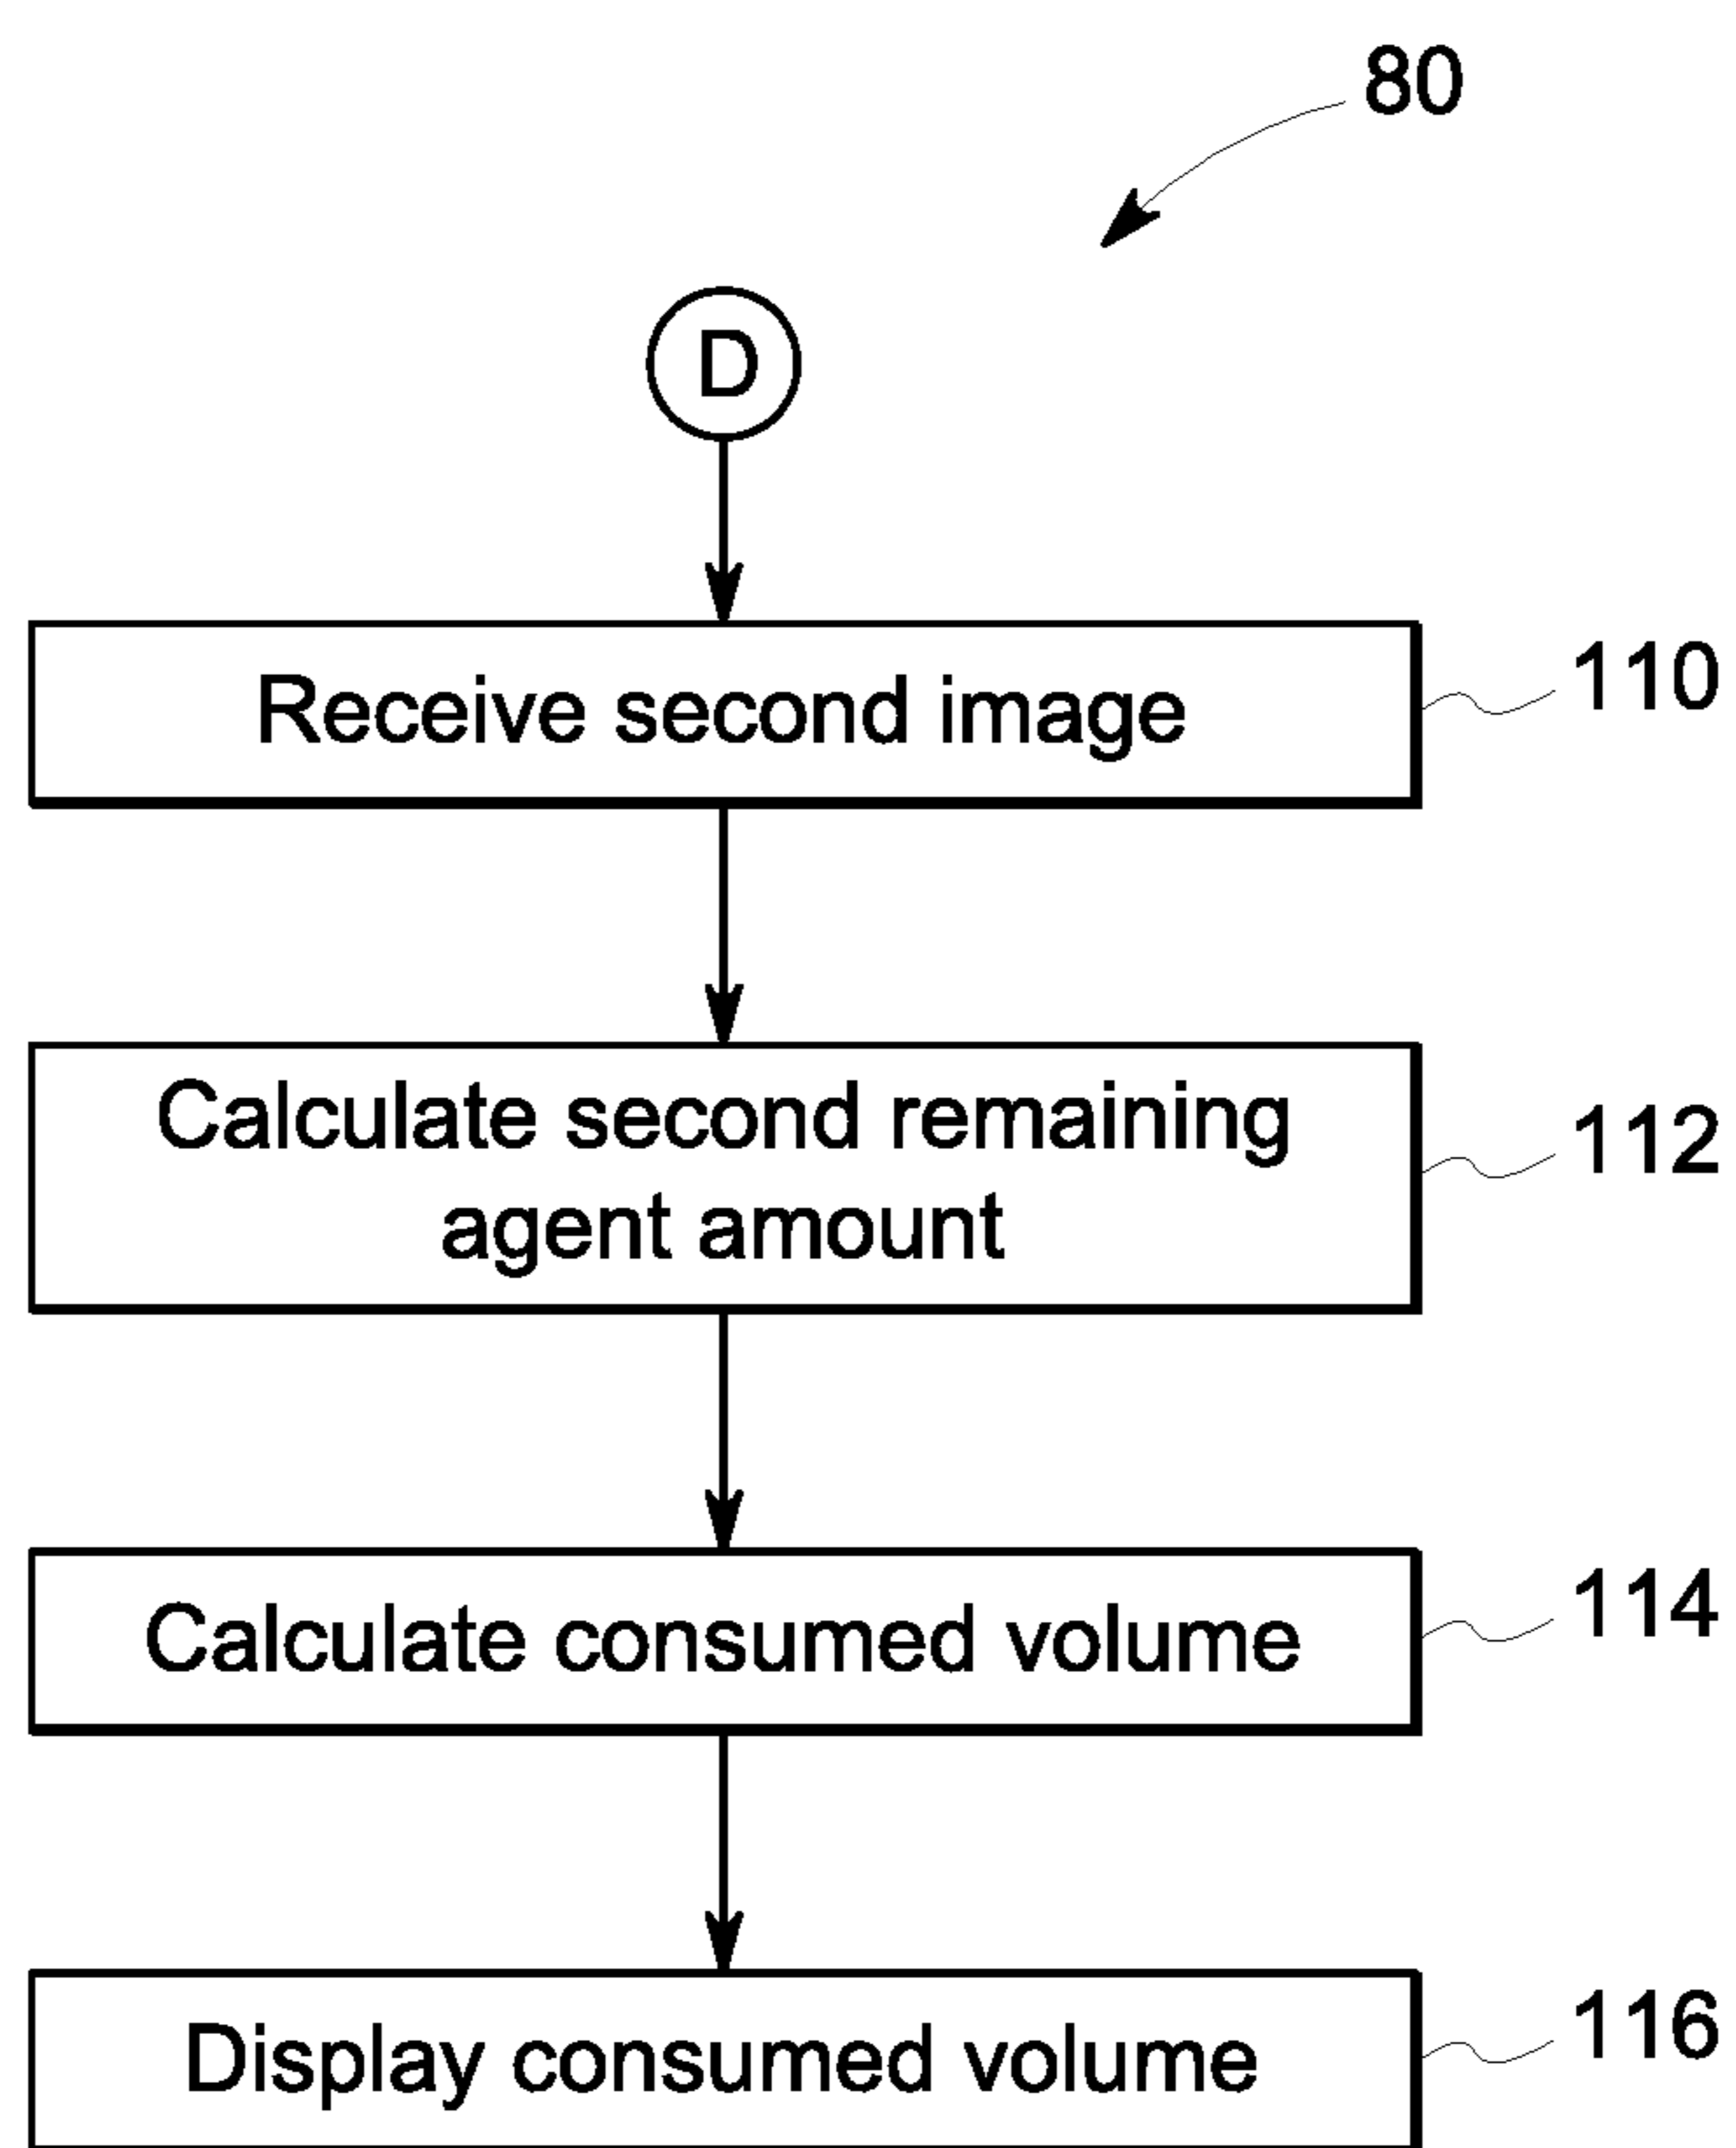 80
D
Receive second image
110
Calculate second remaining
agent amount
112
Calculate consumed volume
114
Display consumed volume
116